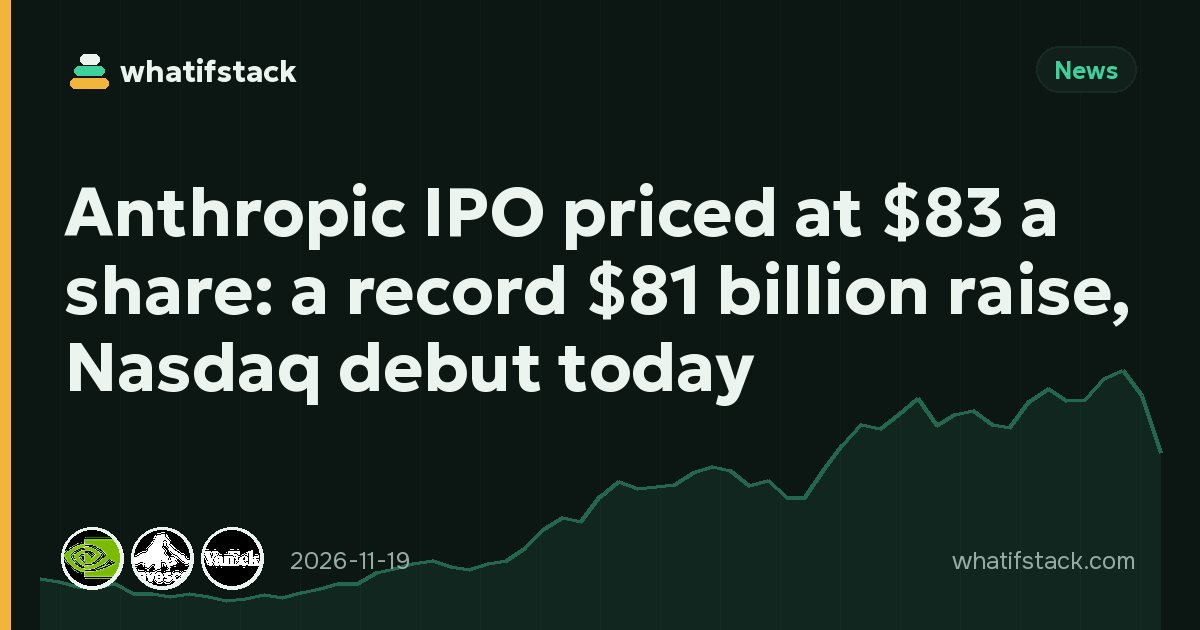 whatifstack
News
Anthropic IPO priced at $83 a
share: a record $81 billion raise,
Nasdaq debut today
VanEck
2026-11-19
whatifstack.com